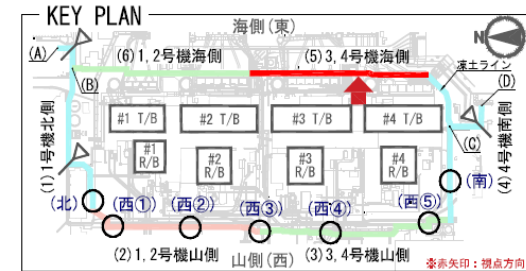 KEY PLAN
海側(東)
N
(A)
(6)1,2号機海側
(5)3,4号機海側
凍土ライン
(B)
(D)
#1 T/B
#2 T/B
#3 T/B
#4 T/B
(C)
(1)1号機北側
(4)4号機南側
#1
R/B
#2
R/B
#3
R/B
#4
R/B
(北)
(西①)
(西②)
(西③)
(西④)
(西⑤)
(南)
(2)1,2号機山側
山側(西)
(3)3,4号機山側
※赤矢印：視点方向